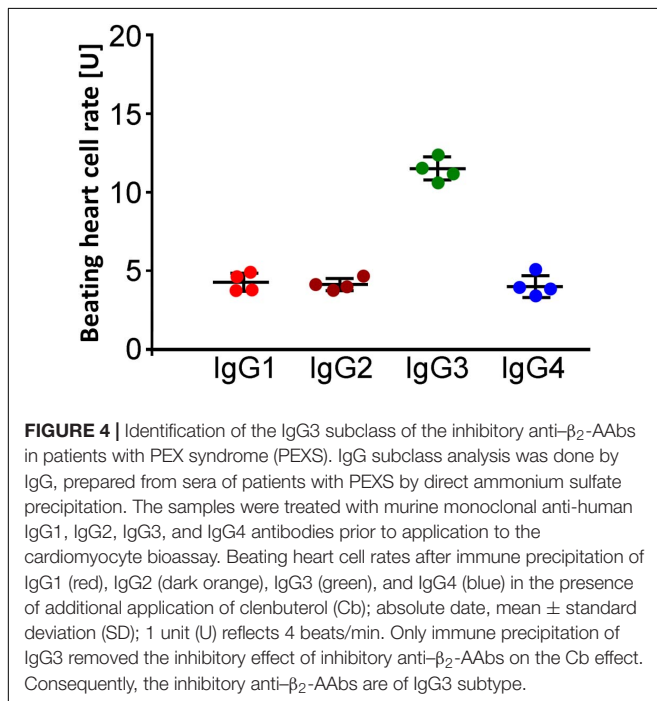 20
15
10
5
0
Beating heart cell rate [U]
IgG1 IgG2 IgG3 IgG4
FIGURE 4 | Identification of the IgG3 subclass of the inhibitory anti–β₂-AAbs
in patients with PEX syndrome (PEXS). IgG subclass analysis was done by
IgG, prepared from sera of patients with PEXS by direct ammonium sulfate
precipitation. The samples were treated with murine monoclonal anti-human
IgG1, IgG2, IgG3, and IgG4 antibodies prior to application to the
cardiomyocyte bioassay. Beating heart cell rates after immune precipitation of
IgG1 (red), IgG2 (dark orange), IgG3 (green), and IgG4 (blue) in the presence
of additional application of clenbuterol (Cb); absolute date, mean ± standard
deviation (SD); 1 unit (U) reflects 4 beats/min. Only immune precipitation of
IgG3 removed the inhibitory effect of inhibitory anti–β₂-AAbs on the Cb effect.
Consequently, the inhibitory anti–β₂-AAbs are of IgG3 subtype.